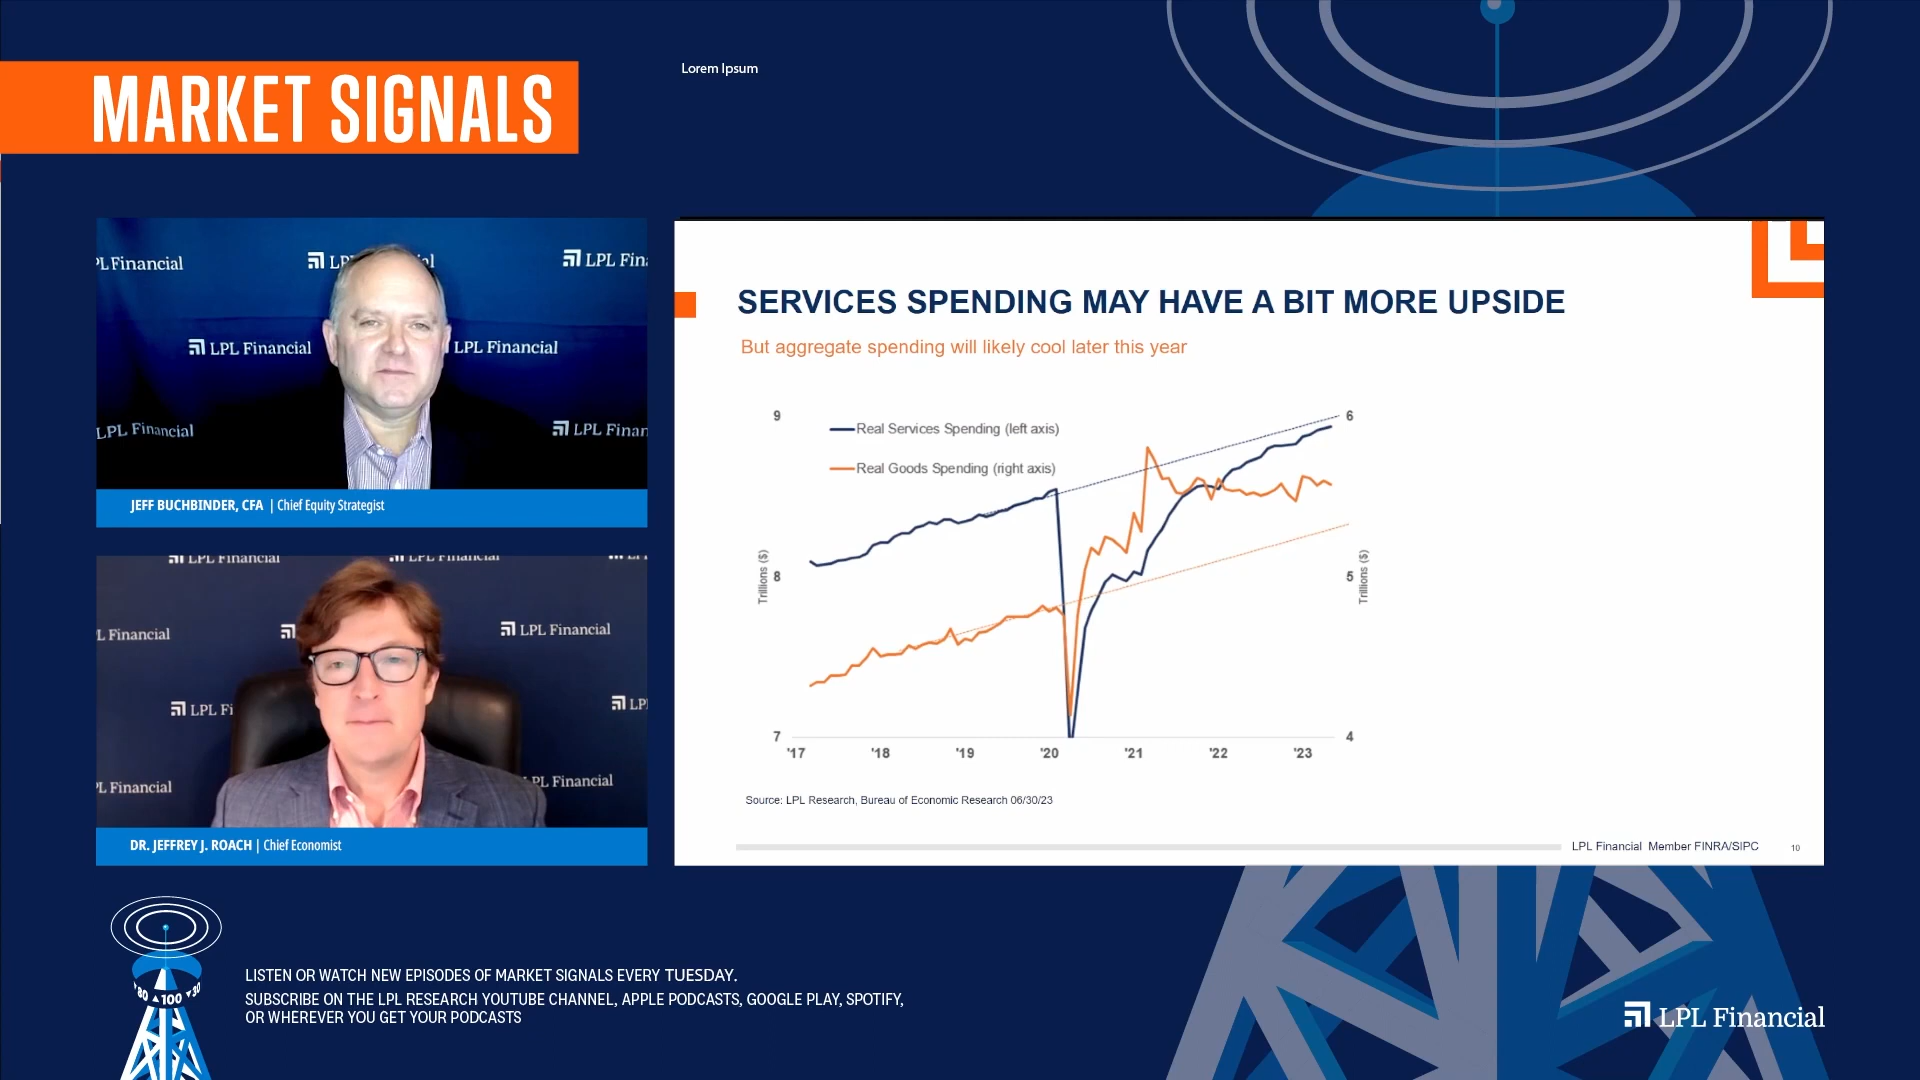 MARKET SIGNALS
Lorem Ipsum
LPL Financial
LPL Financial
LPL Financial
LPL Financial
JEFF BUCHBINDER, CFA | Chief Equity Strategist
LPL Financial
LPL Financial
DR. JEFFREY J. ROACH | Chief Economist
SERVICES SPENDING MAY HAVE A BIT MORE UPSIDE
But aggregate spending will likely cool later this year
9
8
7
Trillions ($)
Real Services Spending (left axis)
Real Goods Spending (right axis)
6
5
4
Trillions ($)
'17 '18 '19 '20 '21 '22 '23
Source: LPL Research, Bureau of Economic Research 06/30/23
LPL Financial Member FINRA/SIPC 10
80 100
LISTEN OR WATCH NEW EPISODES OF MARKET SIGNALS EVERY TUESDAY.
SUBSCRIBE ON THE LPL RESEARCH YOUTUBE CHANNEL, APPLE PODCASTS, GOOGLE PLAY, SPOTIFY,
OR WHEREVER YOU GET YOUR PODCASTS
LPL Financial